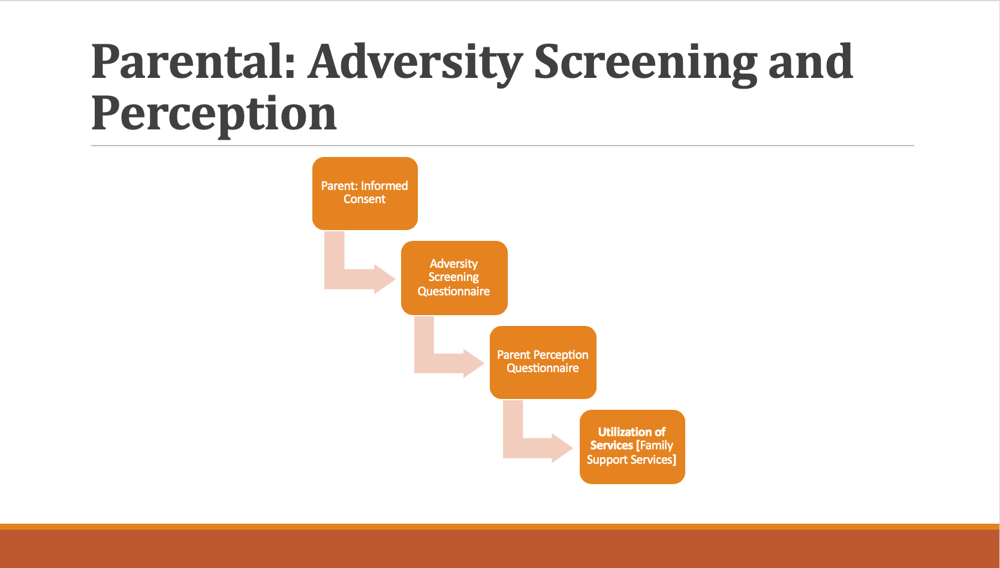 Parental: Adversity Screening and
Perception
Parent: Informed
Consent
Adversity
Screening
Questionnaire
Parent Perception
Questionnaire
Utilization of
Services [Family
Support Services]